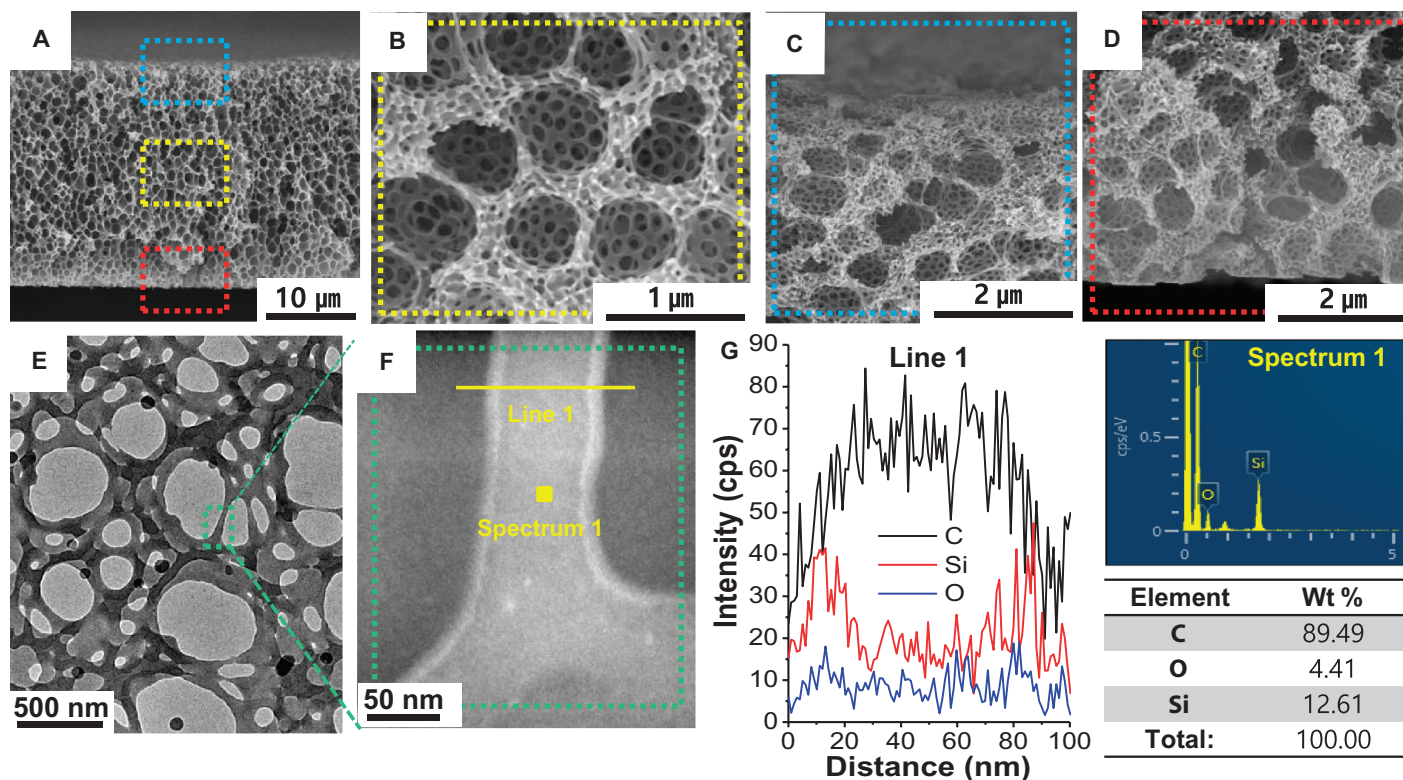 A
10 μm
B
1 μm
C
2 μm
D
2 μm
E
500 nm
F
Line 1
Spectrum 1
50 nm
G
Line 1
Intensity (cps)
90
80
70
60
50
40
30
20
10
0
C
Si
O
0 20 40 60 80 100
Distance (nm)
Spectrum 1
cps/eV
0.5
0
C
O
Si
0 5
Element Wt %
C 89.49
O 4.41
Si 12.61
Total: 100.00